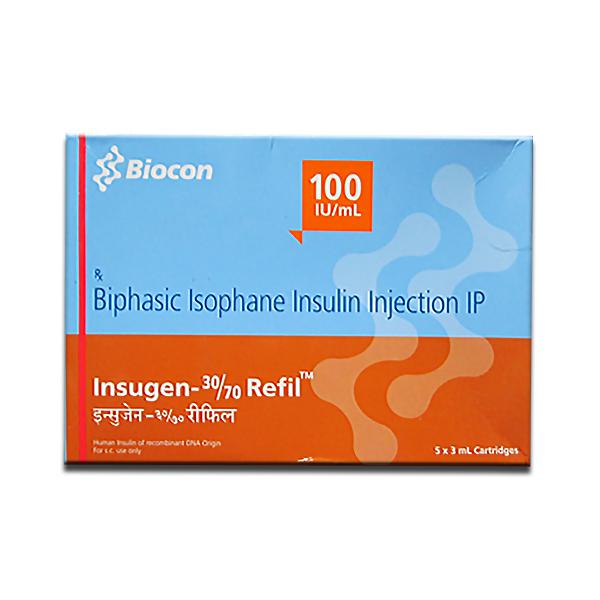 Biocon
100
IU/mL
Rx
Biphasic Isophane Insulin Injection IP
Insugen-30/70 Refil™
इन्सुजेन-३०/७० रीफिल
Human Insulin of recombinant DNA Origin
For s.c. use only
5 x 3 mL Cartridges